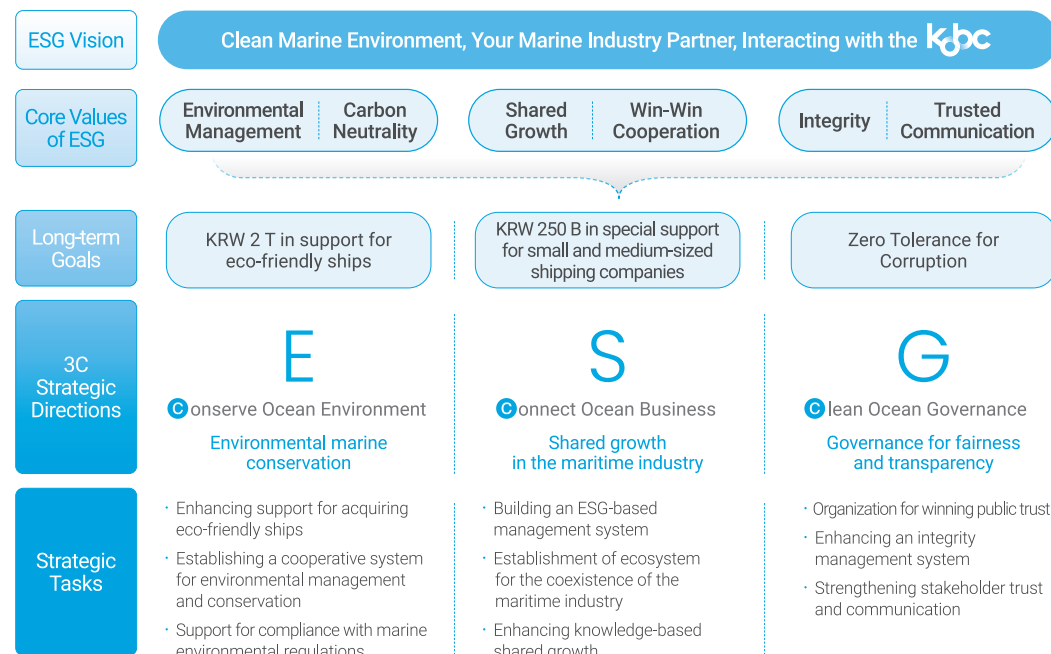 ESG Vision
Clean Marine Environment, Your Marine Industry Partner, Interacting with the kobc
Core Values
of ESG
Environmental
Management
Carbon
Neutrality
Shared
Growth
Win-Win
Cooperation
Integrity
Trusted
Communication
Long-term
Goals
KRW 2 T in support for
eco-friendly ships
KRW 250 B in special support
for small and medium-sized
shipping companies
Zero Tolerance for
Corruption
3C
Strategic
Directions
E
Conserve Ocean Environment
Environmental marine
conservation
S
Connect Ocean Business
Shared growth
in the maritime industry
G
Clean Ocean Governance
Governance for fairness
and transparency
Strategic
Tasks
· Enhancing support for acquiring
eco-friendly ships
· Establishing a cooperative system
for environmental management
and conservation
· Support for compliance with marine
environmental regulations
· Building an ESG-based
management system
· Establishment of ecosystem
for the coexistence of the
maritime industry
· Enhancing knowledge-based
shared growth
· Organization for winning public trust
· Enhancing an integrity
management system
· Strengthening stakeholder trust
and communication